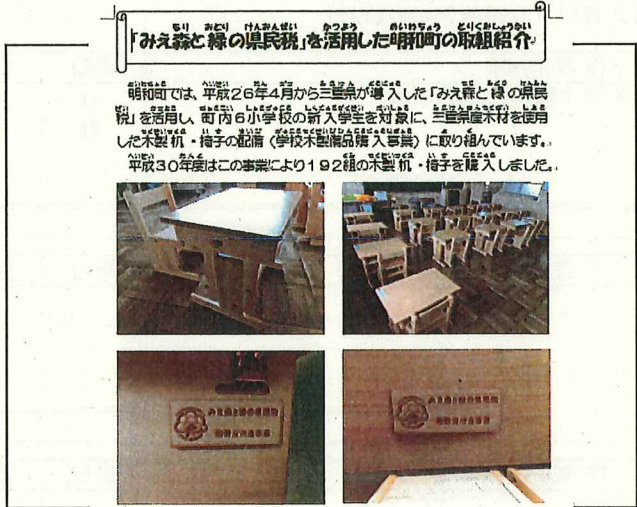 「みえ森と緑の県民税」を活用した明和町の取組紹介
明和町では、平成26年4月から三重県が導入した「みえ森と緑の県民
税」を活用し、町内6小学校の新入学生を対象に、三重県産木材を使用
した木製机・椅子の配備（学校木製備品購入事業）に取り組んでいます。
平成30年度はこの事業により192組の木製机・椅子を購入しました。